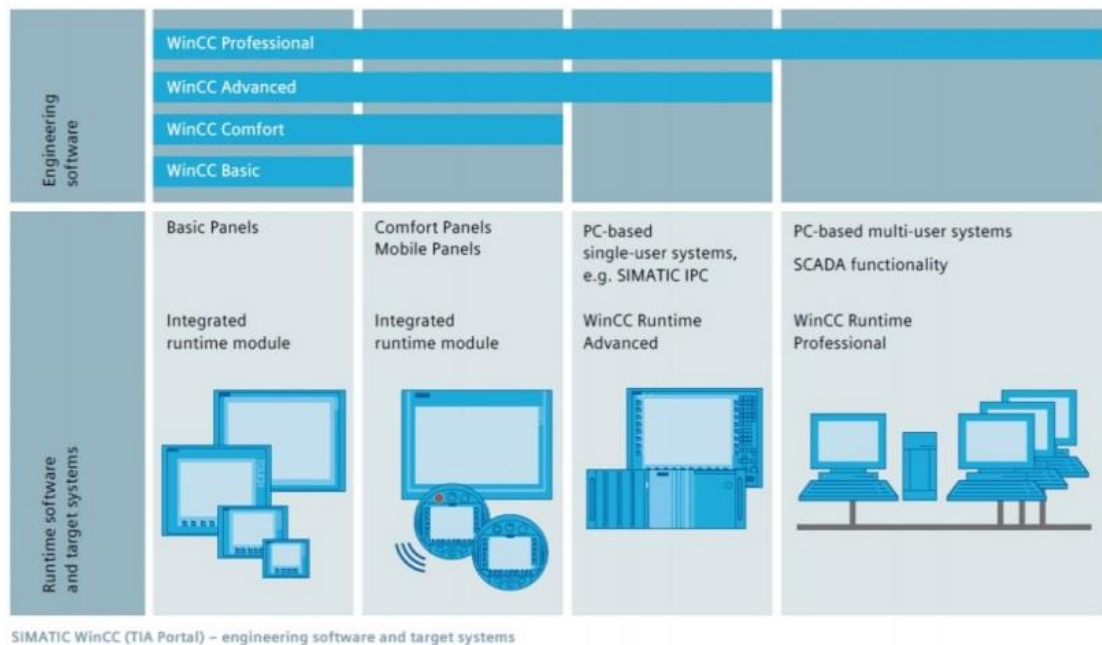 Engineering
software
WinCC Professional
WinCC Advanced
WinCC Comfort
WinCC Basic
Runtime software
and target systems
Basic Panels
Integrated
runtime module
Comfort Panels
Mobile Panels
Integrated
runtime module
PC-based
single-user systems,
e.g. SIMATIC IPC
WinCC Runtime
Advanced
PC-based multi-user systems
SCADA functionality
WinCC Runtime
Professional
SIMATIC WinCC (TIA Portal) – engineering software and target systems